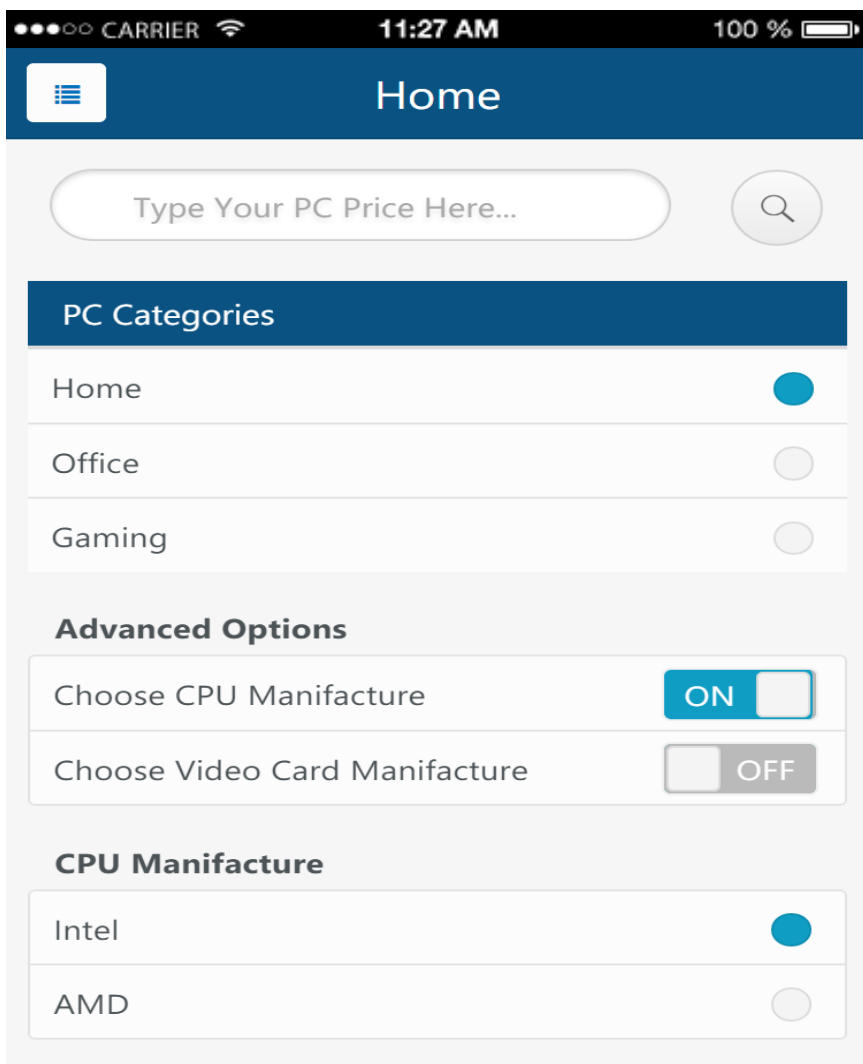 CARRIER 11:27 AM 100 %
Home
Type Your PC Price Here...
PC Categories
Home
Office
Gaming
Advanced Options
Choose CPU Manifacture ON
Choose Video Card Manifacture OFF
CPU Manifacture
Intel
AMD